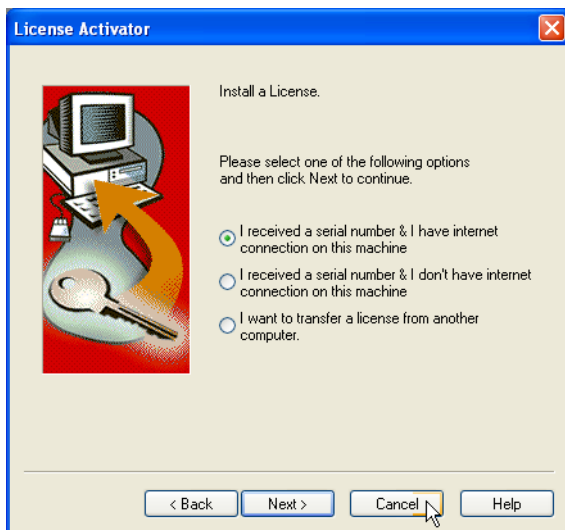 License Activator
Install a License.
Please select one of the following options
and then click Next to continue.
I received a serial number & I have internet
connection on this machine
I received a serial number & I don't have internet
connection on this machine
I want to transfer a license from another
computer.
< Back
Next >
Cancel
Help